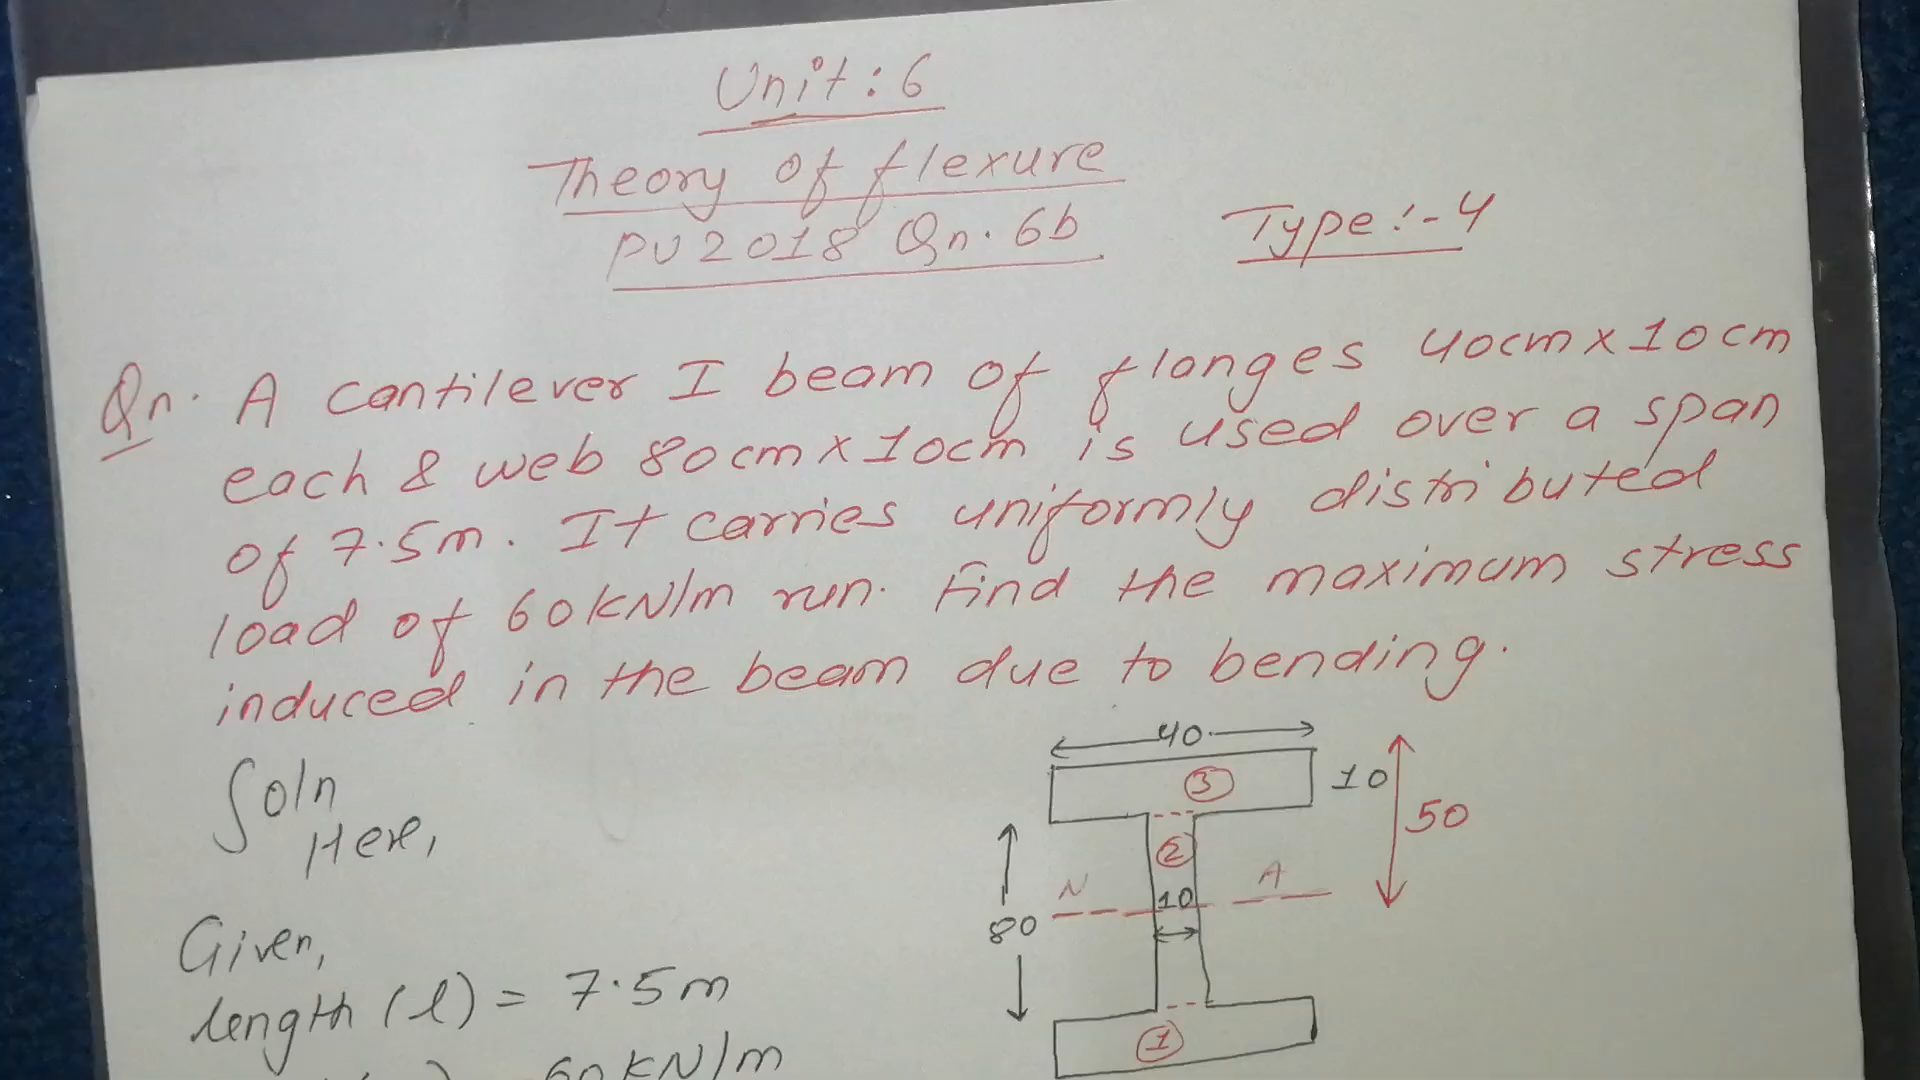 Unit: 6
Theory of flexure
PU2018 Qn. 6b
Type:-4
Qn. A cantilever I beam of flanges 40cm x 10cm
each & web 80cm x 10cm is used over a span
of 7.5m. It carries uniformly distributed
load of 60kN/m run. Find the maximum stress
induced in the beam due to bending.
Soln
Here,
40
3
10
50
2
N
A
10
80
1
Given,
length (l) = 7.5m
60kN/m